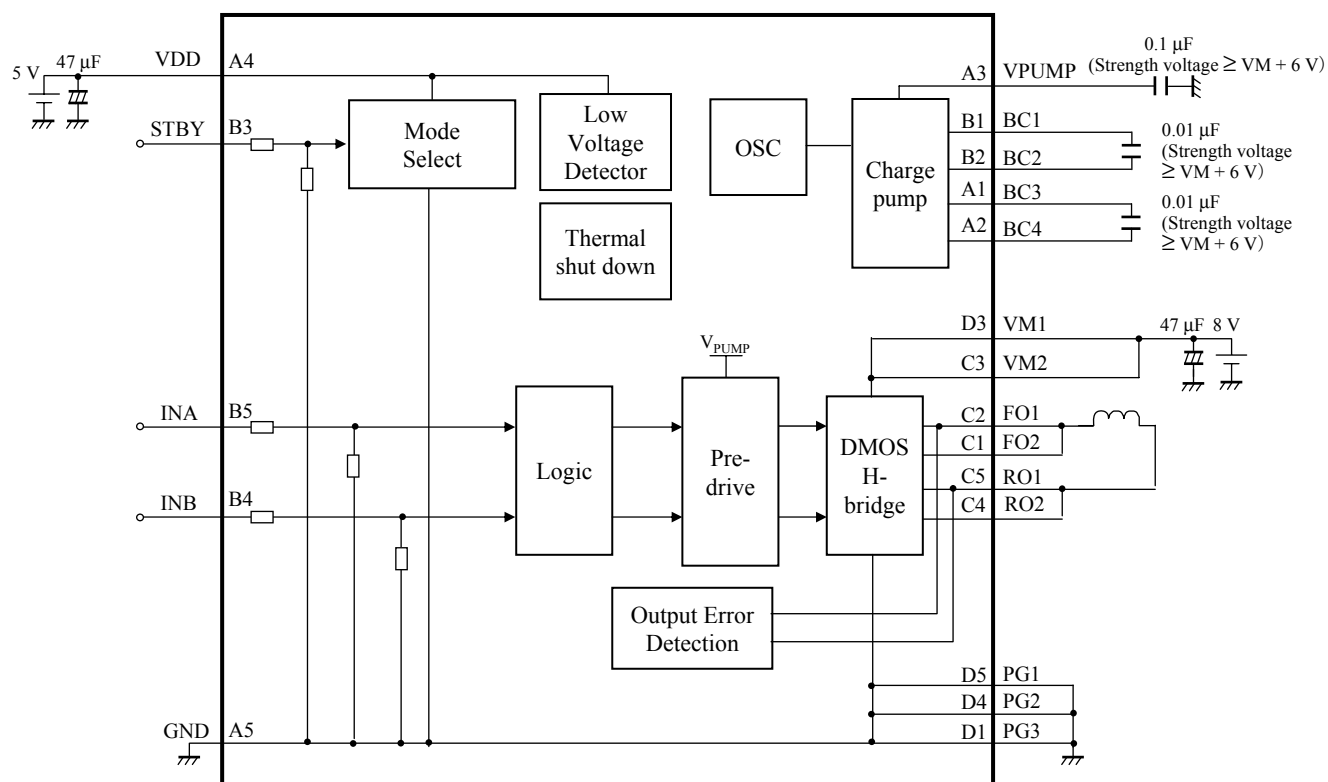 5 V
47 μF
VDD
A4
STBY
B3
Mode
Select
Low
Voltage
Detector
Thermal
shut down
OSC
Charge
pump
A3
VPUMP
0.1 μF
(Strength voltage ≧ VM + 6 V)
B1
BC1
B2
BC2
0.01 μF
(Strength voltage
≧ VM + 6 V)
A1
BC3
A2
BC4
0.01 μF
(Strength voltage
≧ VM + 6 V)
D3
VM1
C3
VM2
47 μF
8 V
VPUMP
INA
B5
INB
B4
Logic
Pre-
drive
DMOS
H-
bridge
C2
FO1
C1
FO2
C5
RO1
C4
RO2
Output Error
Detection
D5
PG1
D4
PG2
D1
PG3
GND
A5